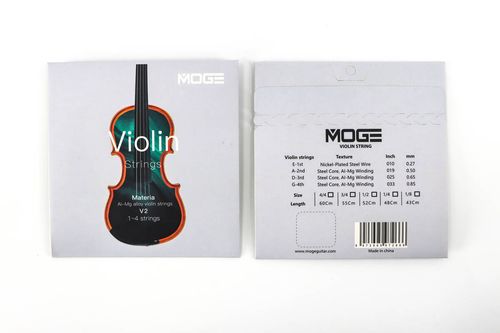 MOGE
Violin
Strings
Materia
Al-Mg alloy violin strings
V2
1~4 strings
MOGE
VIOLIN STRING
Violin strings Texture Inch mm
E-1st Nickel-Plated Steel Wire 010 0.27
A-2nd Steel Core, Al-Mg Winding 019 0.50
D-3rd Steel Core, Al-Mg Winding 025 0.65
G-4th Steel Core, Al-Mg Winding 033 0.85
Size 4/4 3/4 1/2 1/4 1/8
Length 60Cm 55Cm 52Cm 48Cm 43Cm
www.mogeguitar.com
Made in china